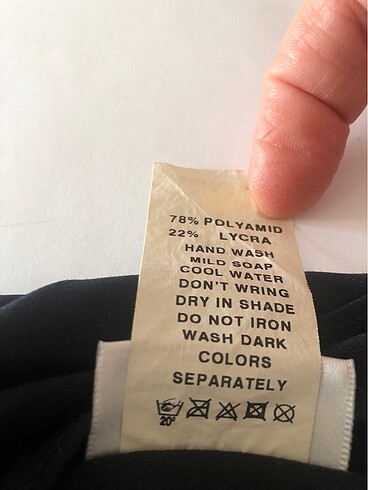 78% POLYAMID
22% LYCRA
HAND WASH
MILD SOAP
COOL WATER
DON'T WRING
DRY IN SHADE
DO NOT IRON
WASH DARK
COLORS
SEPARATELY
20°